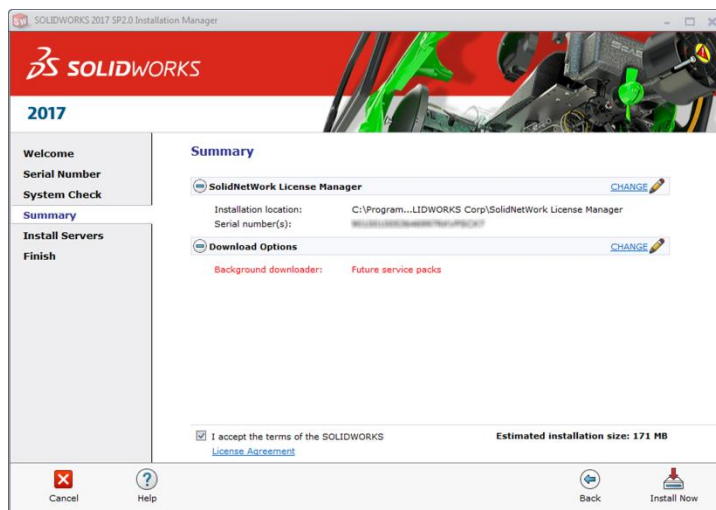 SOLIDWORKS 2017 SP2.0 Installation Manager
SOLIDWORKS
2017
Welcome
Serial Number
System Check
Summary
Install Servers
Finish
Summary
SolidNetWork License Manager CHANGE
Installation location: C:\Program...LIDWORKS Corp\SolidNetWork License Manager
Serial number(s):
Download Options CHANGE
Background downloader: Future service packs
I accept the terms of the SOLIDWORKS
License Agreement
Estimated installation size: 171 MB
Cancel
Help
Back
Install Now